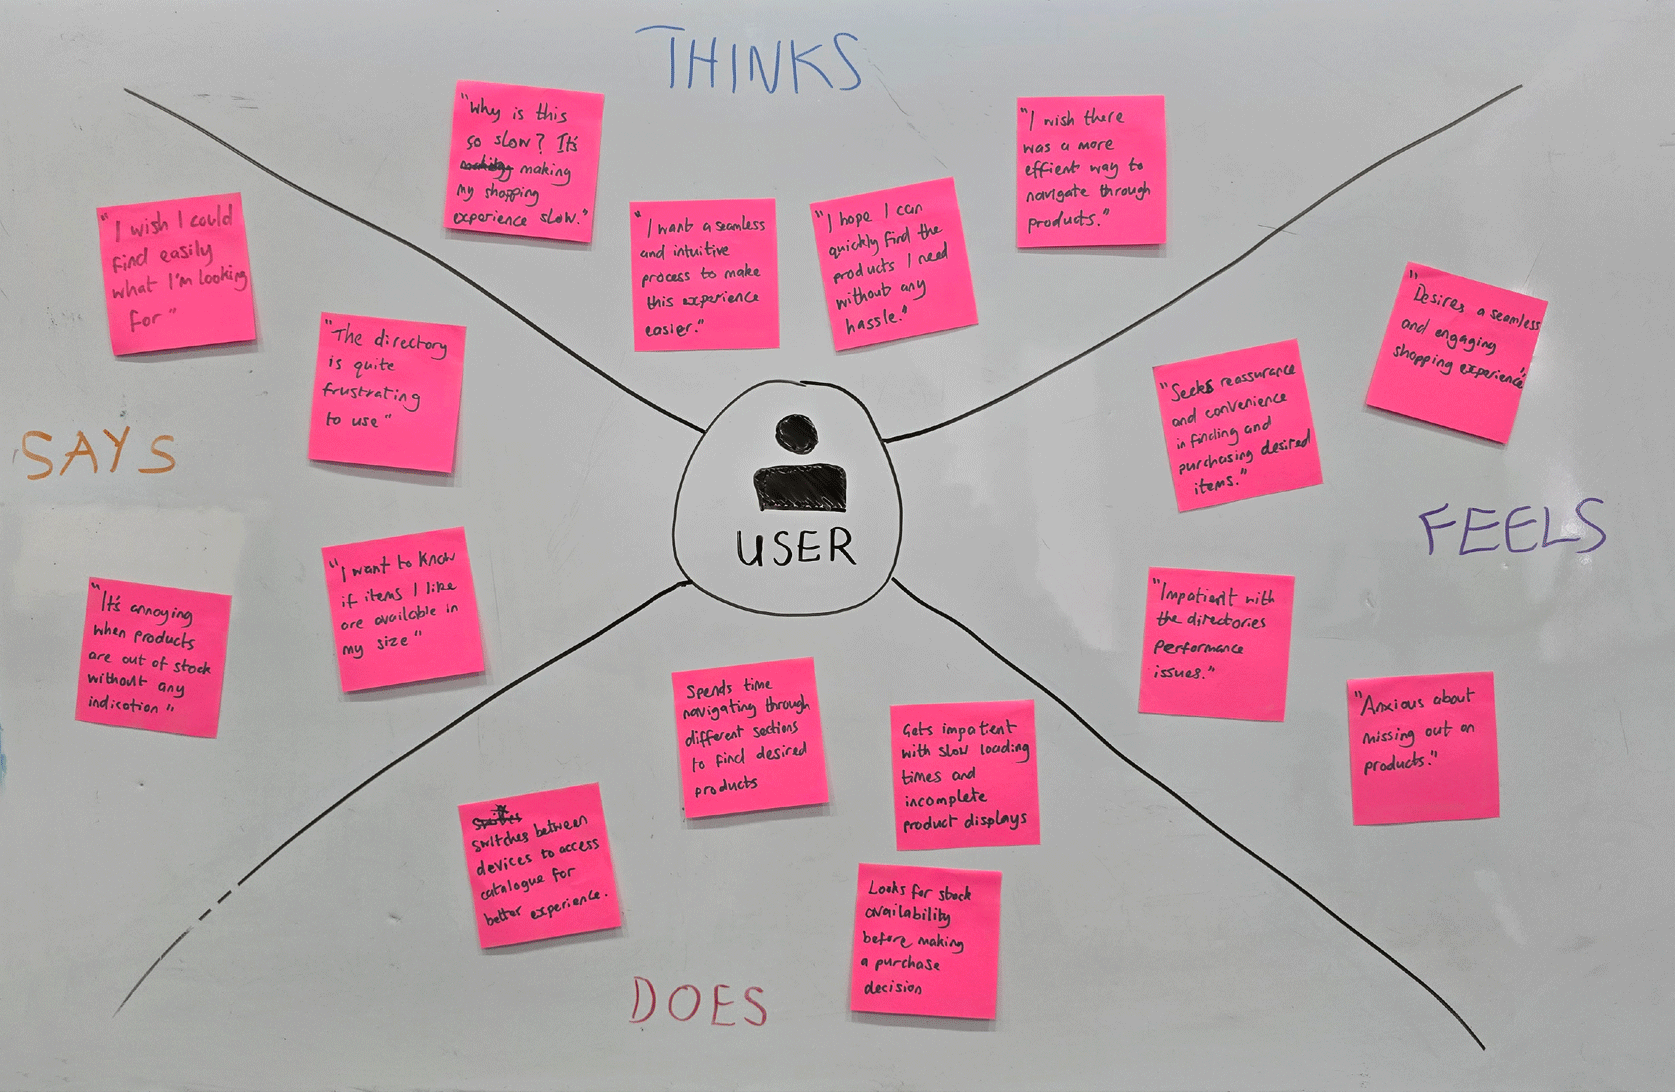 THINKS
"Why is this
so slow? It's
making
my shopping
experience slow."
"I want a seamless
and intuitive
process to make
this experience
easier."
"I hope I can
quickly find the
products I need
without any
hassle."
"I wish there
was a more
effient way to
navigate through
products."
SAYS
"I wish I could
find easily
what I'm looking
for"
"The directory
is quite
frustrating
to use"
"It's annoying
when products
are out of stock
without any
indication"
"I want to know
if items I like
are available in
my size"
USER
FEELS
"Seeks reassurance
and convenience
in finding and
purchasing desired
items."
"Desires a seamless
and engaging
shopping experience"
"Impatient with
the directories
performance
issues."
"Anxious about
missing out on
products."
DOES
switches between
devices to access
catalogue for
better experience.
Spends time
navigating through
different sections
to find desired
products
Gets impatient
with slow loading
times and
incomplete
product displays
Looks for stock
availability
before making
a purchase
decision